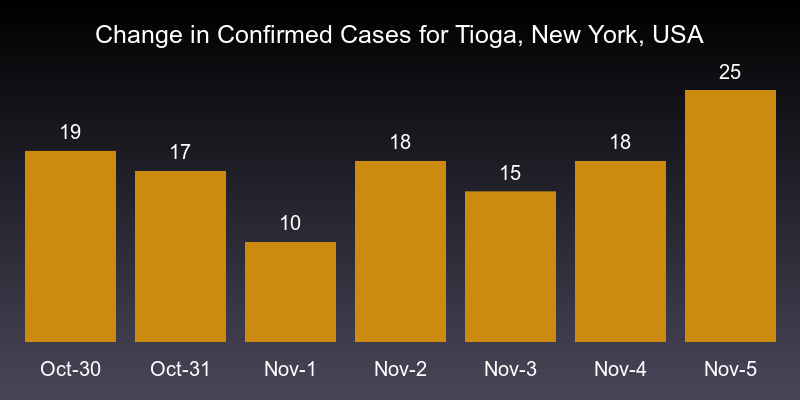 Change in Confirmed Cases for Tioga, New York, USA
19
17
10
18
15
18
25
Oct-30
Oct-31
Nov-1
Nov-2
Nov-3
Nov-4
Nov-5